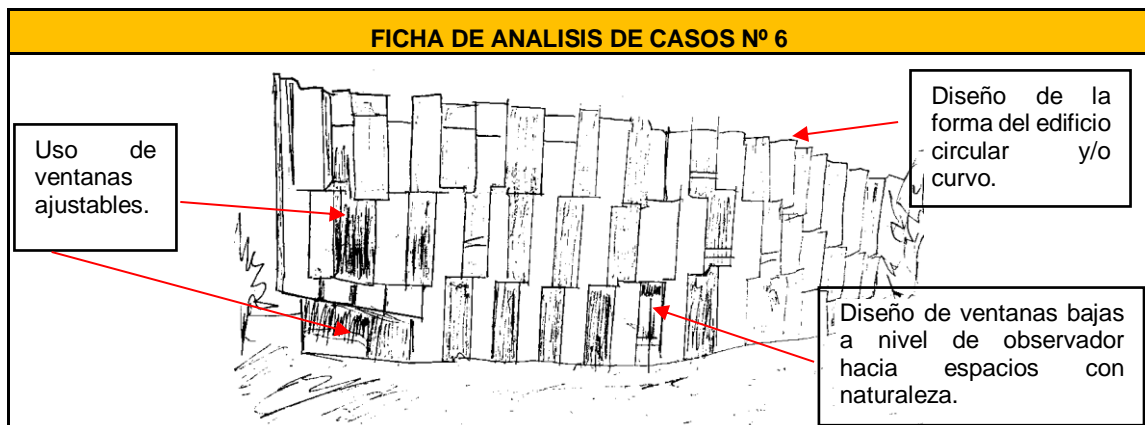 FICHA DE ANALISIS DE CASOS Nº 6
Uso de
ventanas
ajustables.
Diseño de la
forma del edificio
circular y/o
curvo.
Diseño de ventanas bajas
a nivel de observador
hacia espacios con
naturaleza.